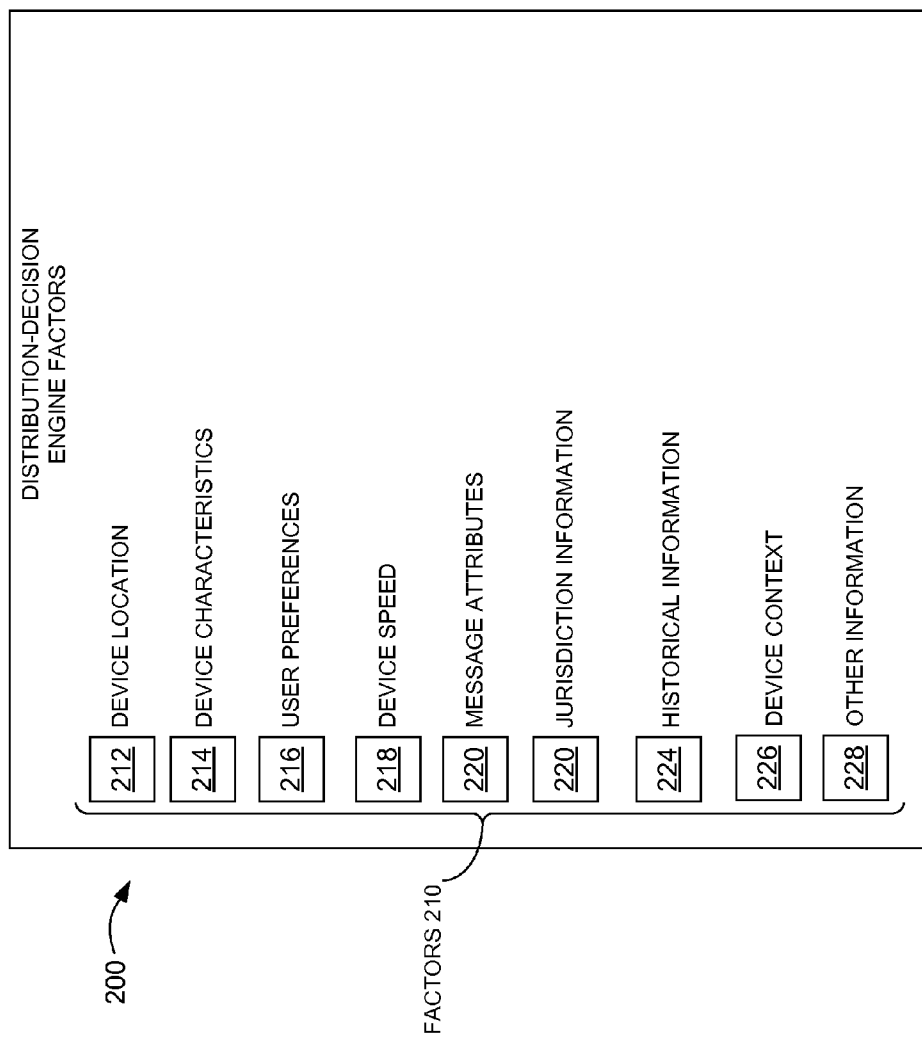 DISTRIBUTION-DECISION
ENGINE FACTORS
200
FACTORS 210
212 DEVICE LOCATION
214 DEVICE CHARACTERISTICS
216 USER PREFERENCES
218 DEVICE SPEED
220 MESSAGE ATTRIBUTES
220 JURISDICTION INFORMATION
224 HISTORICAL INFORMATION
226 DEVICE CONTEXT
228 OTHER INFORMATION